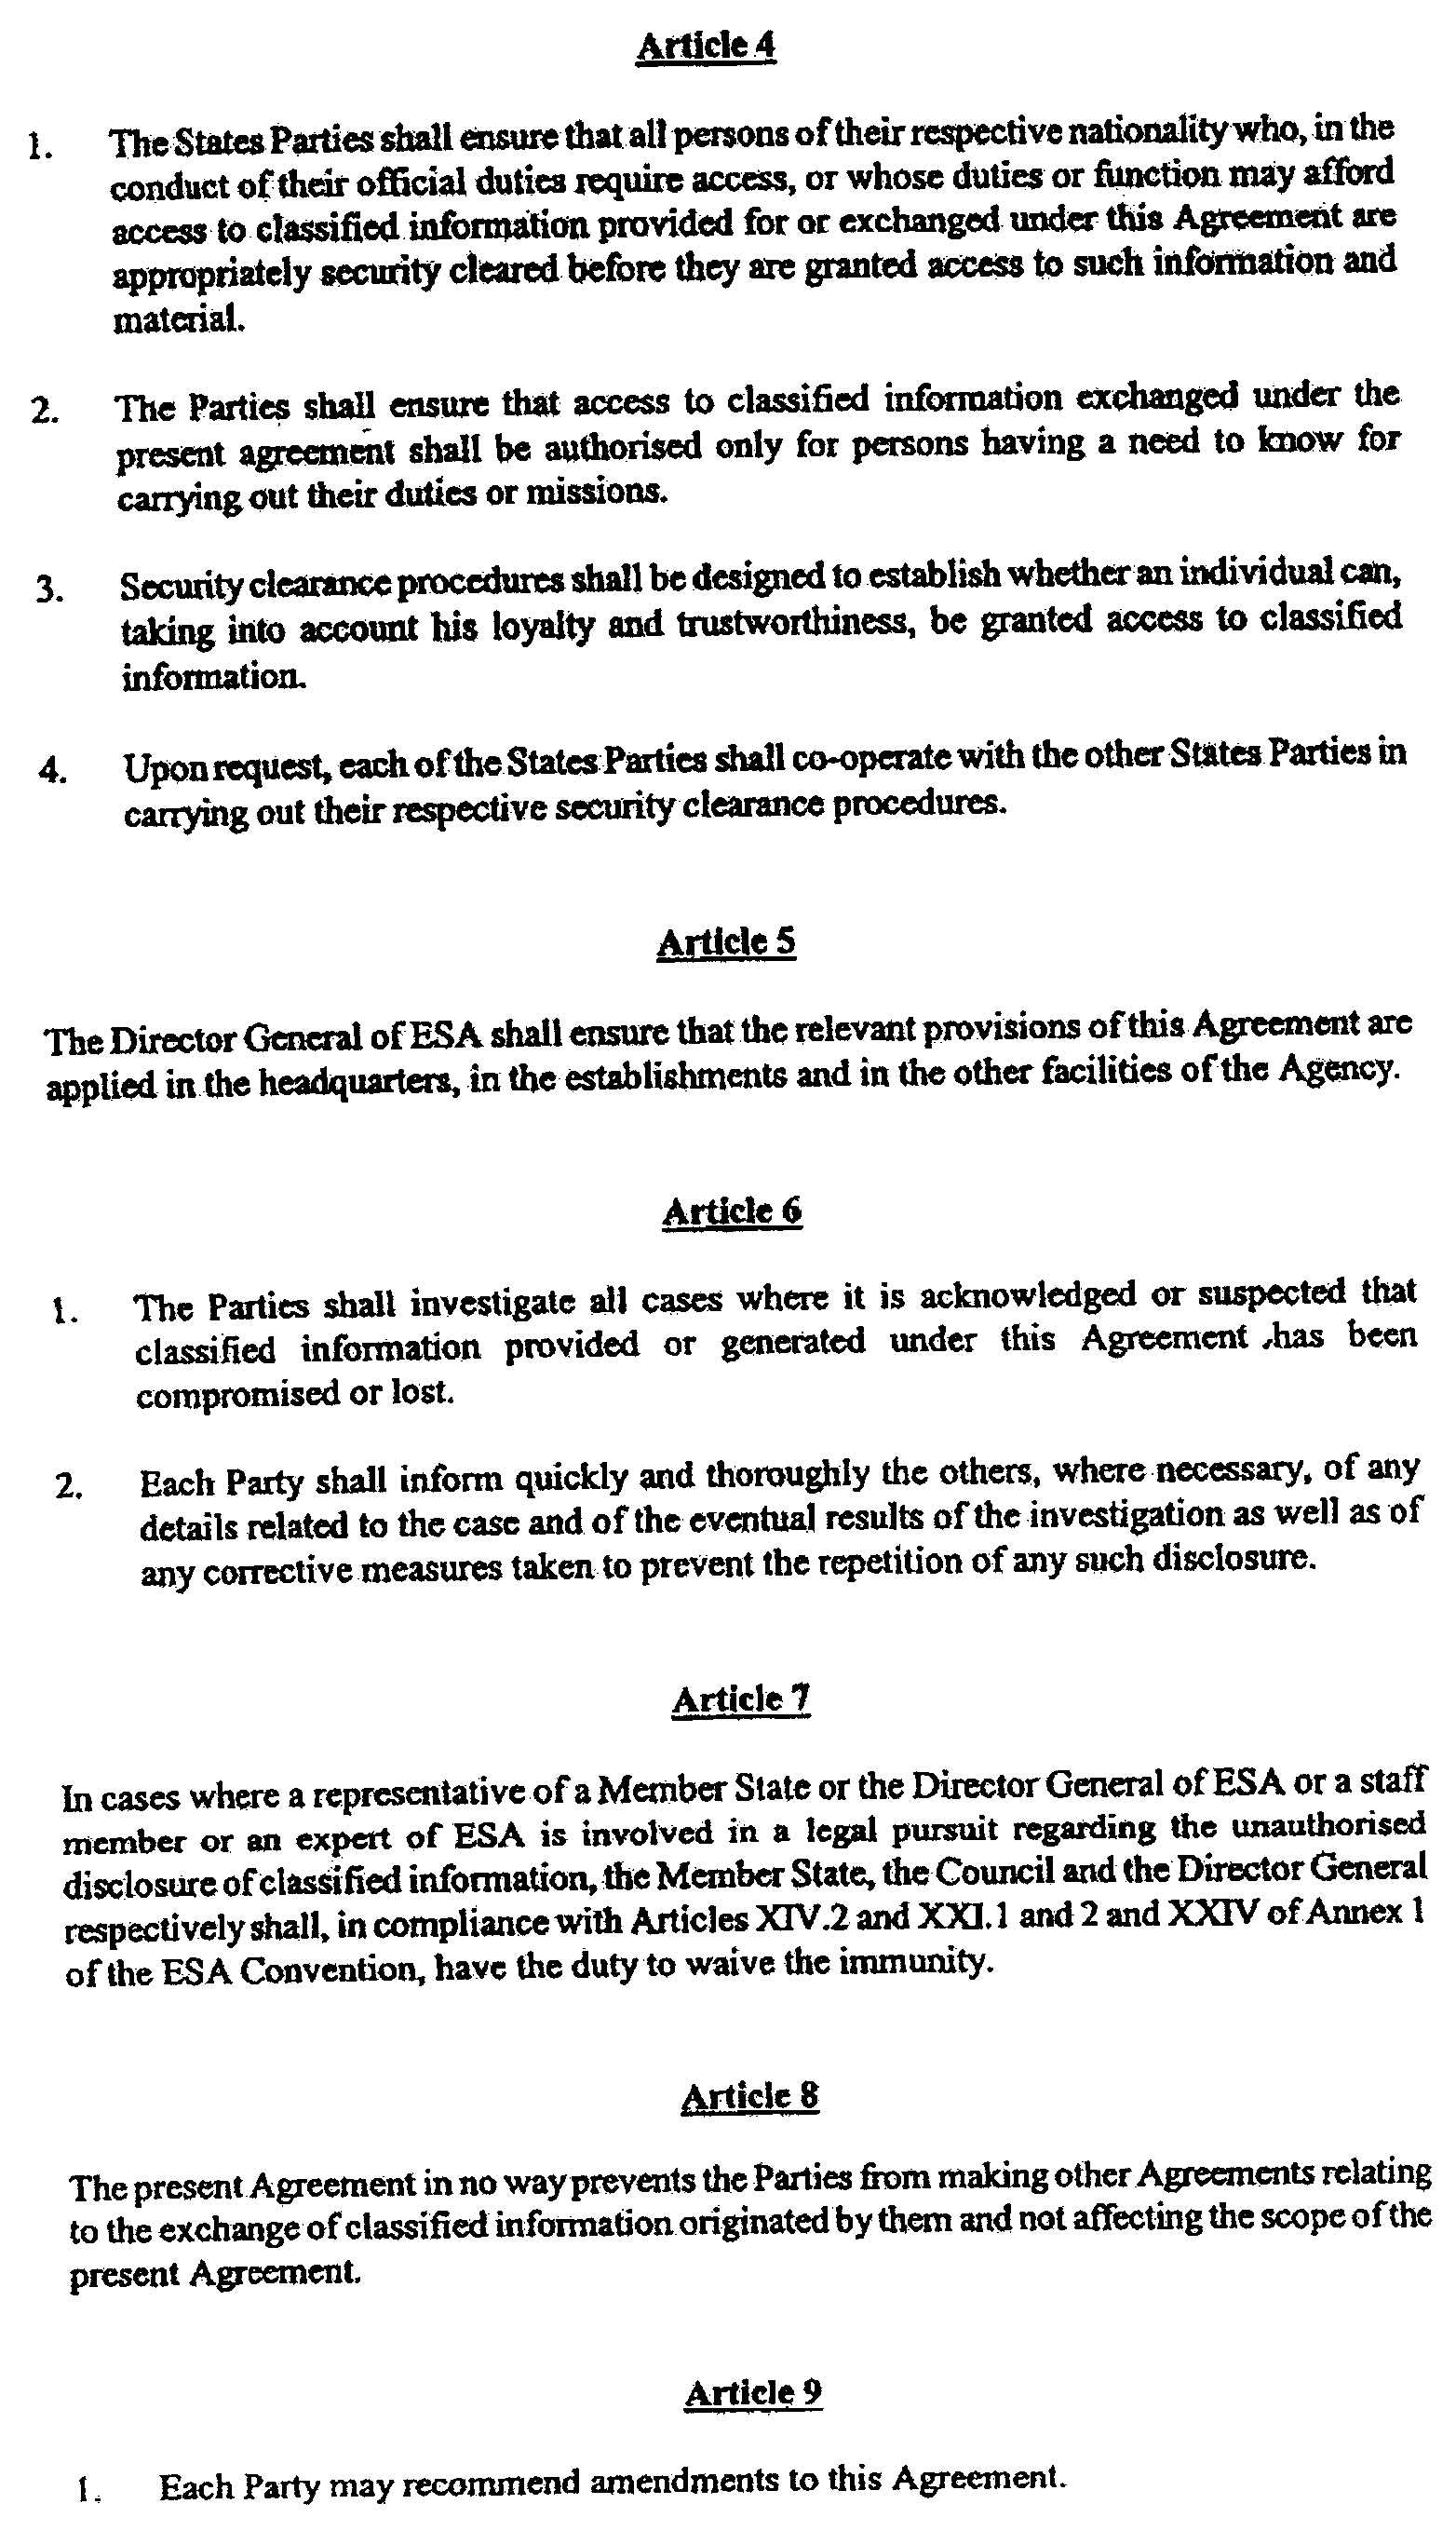 Article 4
1. The States Parties shall ensure that all persons of their respective nationality who, in the
conduct of their official duties require access, or whose duties or function may afford
access to classified information provided for or exchanged under this Agreement are
appropriately security cleared before they are granted access to such information and
material.
2. The Parties shall ensure that access to classified information exchanged under the
present agreement shall be authorised only for persons having a need to know for
carrying out their duties or missions.
3. Security clearance procedures shall be designed to establish whether an individual can,
taking into account his loyalty and trustworthiness, be granted access to classified
information.
4. Upon request, each of the States Parties shall co-operate with the other States Parties in
carrying out their respective security clearance procedures.
Article 5
The Director General of ESA shall ensure that the relevant provisions of this Agreement are
applied in the headquarters, in the establishments and in the other facilities of the Agency.
Article 6
1. The Parties shall investigate all cases where it is acknowledged or suspected that
classified information provided or generated under this Agreement has been
compromised or lost.
2. Each Party shall inform quickly and thoroughly the others, where necessary, of any
details related to the case and of the eventual results of the investigation as well as of
any corrective measures taken to prevent the repetition of any such disclosure.
Article 7
In cases where a representative of a Member State or the Director General of ESA or a staff
member or an expert of ESA is involved in a legal pursuit regarding the unauthorised
disclosure of classified information, the Member State, the Council and the Director General
respectively shall, in compliance with Articles XIV.2 and XXI.1 and 2 and XXIV of Annex 1
of the ESA Convention, have the duty to waive the immunity.
Article 8
The present Agreement in no way prevents the Parties from making other Agreements relating
to the exchange of classified information originated by them and not affecting the scope of the
present Agreement.
Article 9
1. Each Party may recommend amendments to this Agreement.